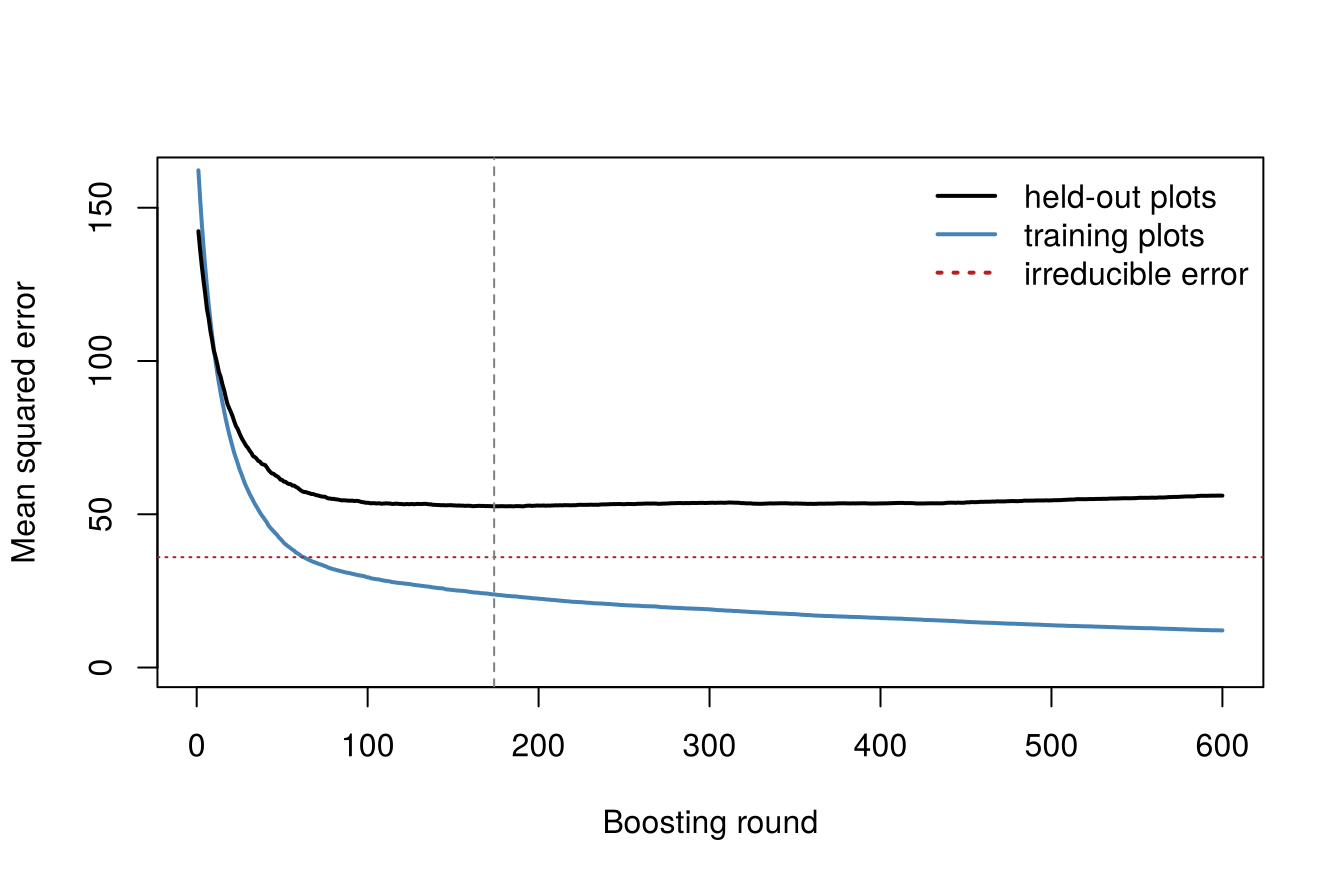 held-out plots
training plots
irreducible error
Mean squared error
150
100
50
0
0 100 200 300 400 500 600
Boosting round